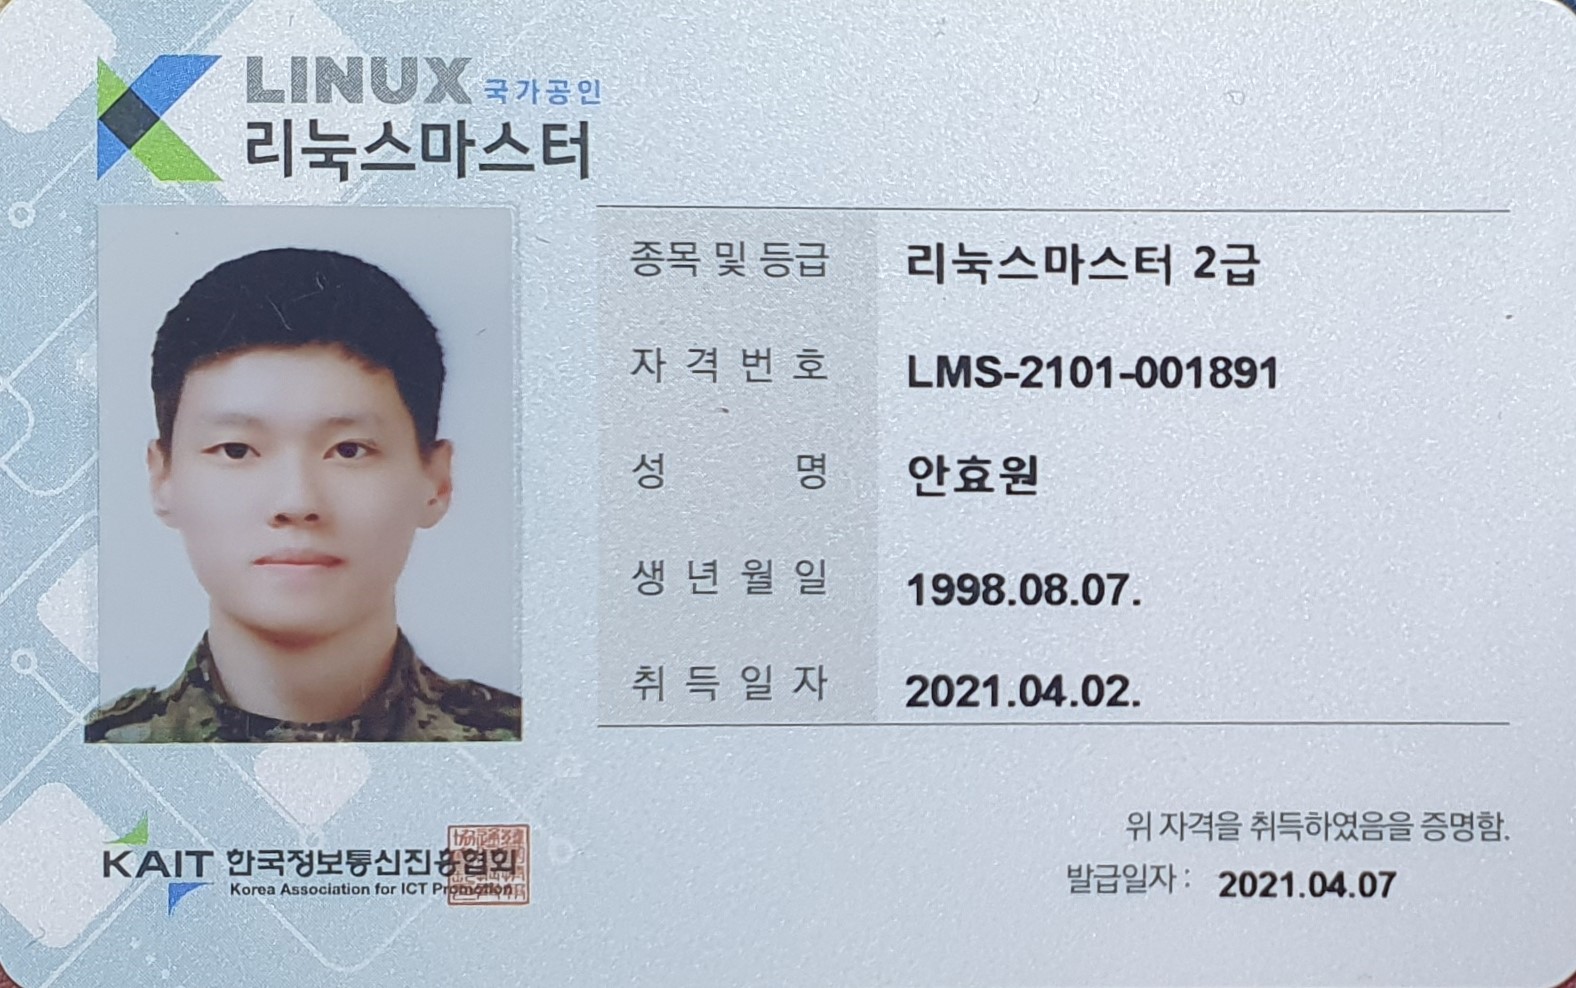 LINUX 국가공인
리눅스마스터
종목 및 등급 리눅스마스터 2급
자격번호 LMS-2101-001891
성명 안효원
생년월일 1998.08.07.
취득일자 2021.04.02.
위 자격을 취득하였음을 증명함.
발급일자 : 2021.04.07
KAIT 한국정보통신진흥협회
Korea Association for ICT Promotion